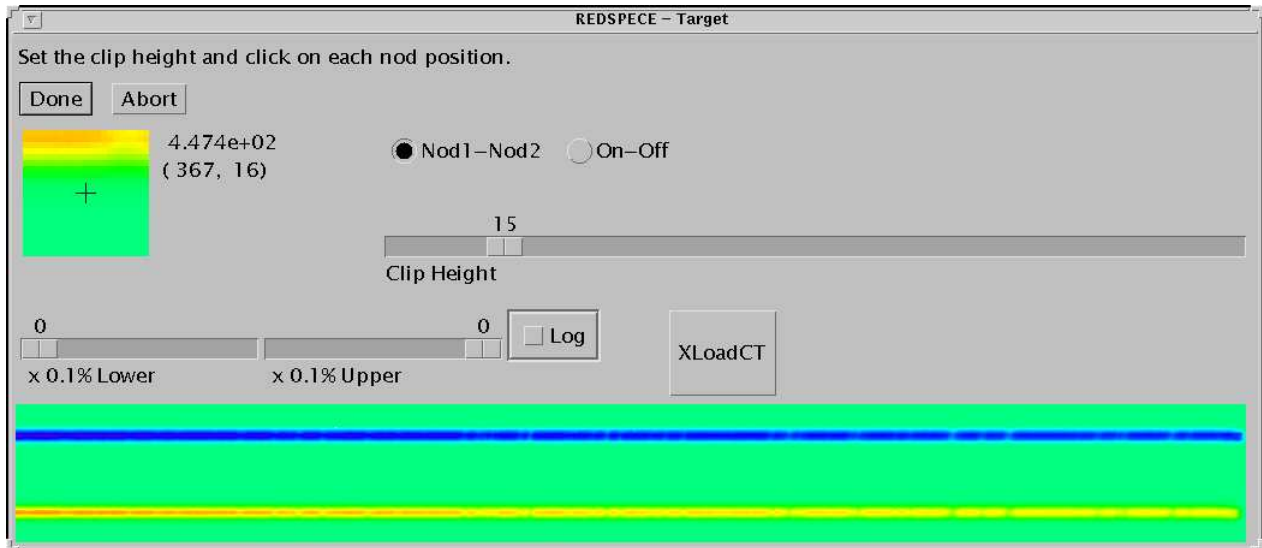 REDSPECE – Target
Set the clip height and click on each nod position.
Done Abort
4.474e+02
( 367, 16)
Nod1–Nod2 On–Off
15
Clip Height
0 0
Log
XLoadCT
x 0.1% Lower x 0.1% Upper